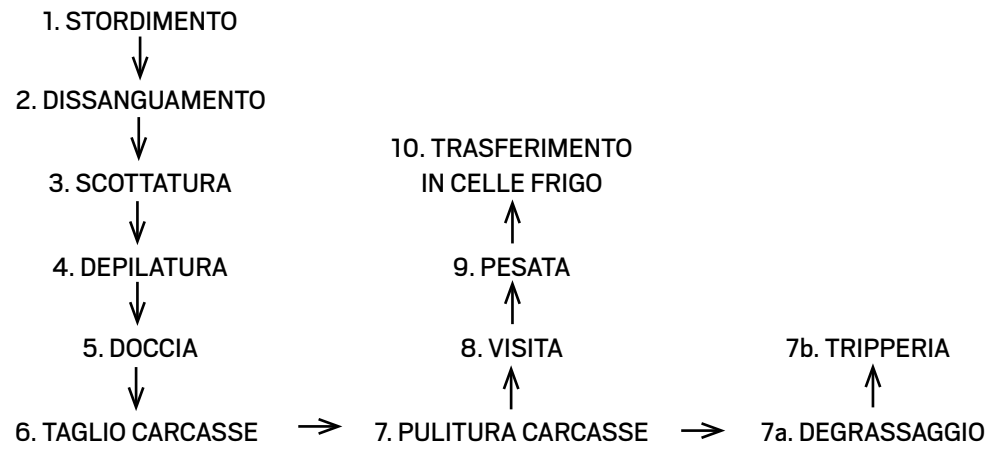 1. STORDIMENTO
2. DISSANGUAMENTO
3. SCOTTATURA
4. DEPILATURA
5. DOCCIA
6. TAGLIO CARCASSE
7. PULITURA CARCASSE
8. VISITA
9. PESATA
10. TRASFERIMENTO
IN CELLE FRIGO
7a. DEGRASSAGGIO
7b. TRIPPERIA